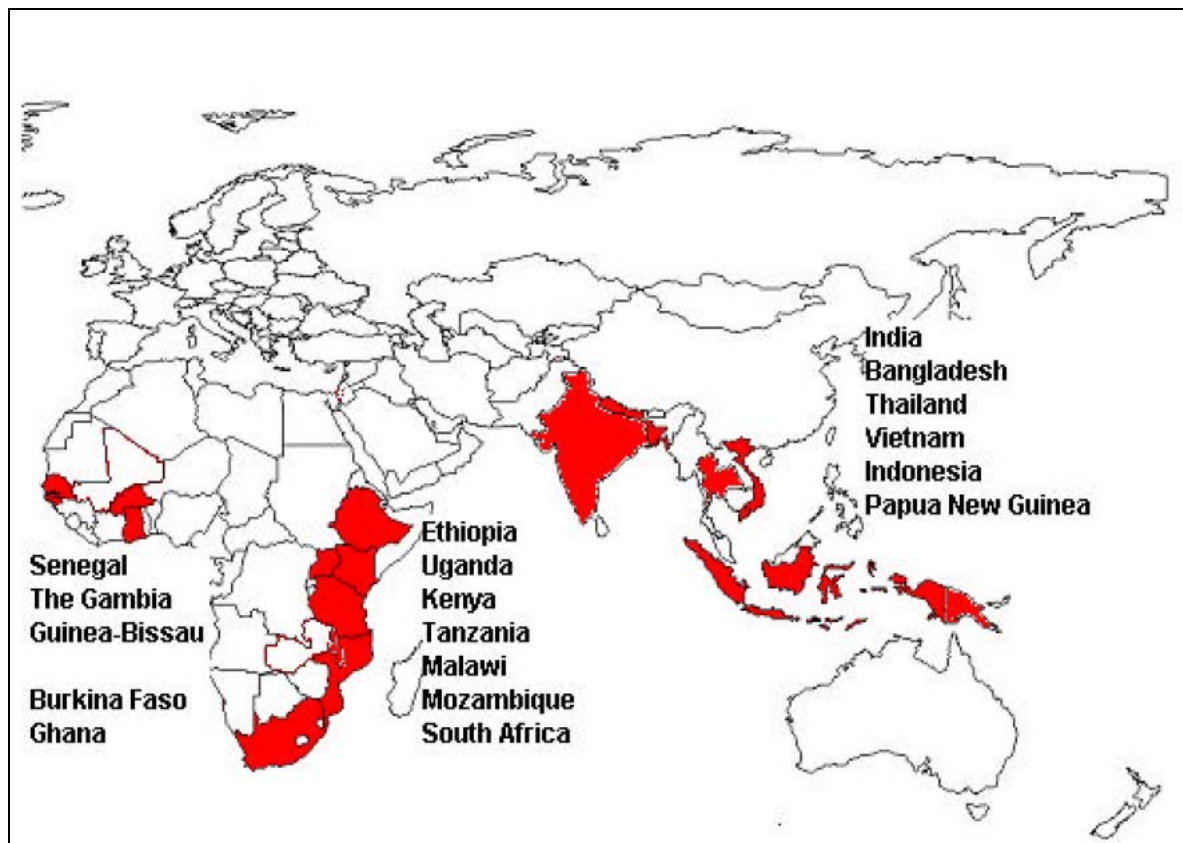 India
Bangladesh
Thailand
Vietnam
Indonesia
Papua New Guinea
Senegal
The Gambia
Guinea-Bissau
Burkina Faso
Ghana
Ethiopia
Uganda
Kenya
Tanzania
Malawi
Mozambique
South Africa